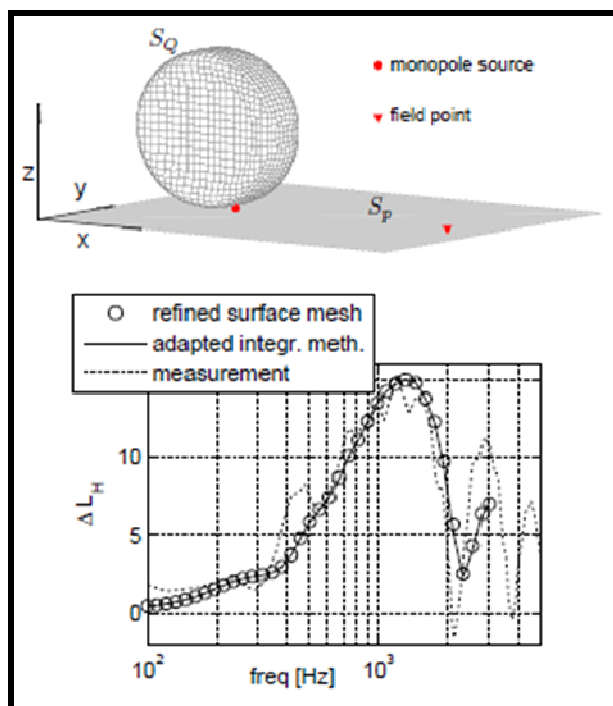 S_Q
monopole source
field point
z
y
x
S_p
refined surface mesh
adapted integr. meth.
measurement
10
5
0
Δ L_H
10^2
10^3
freq [Hz]